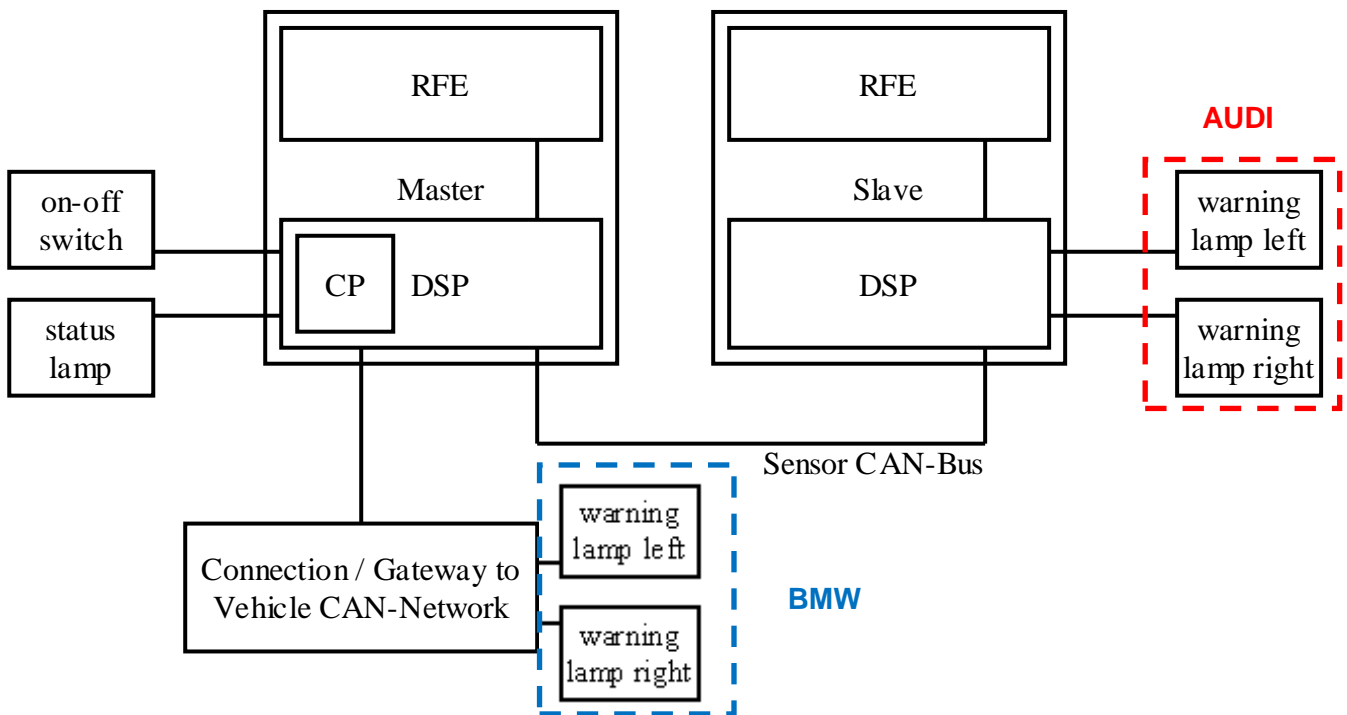 RFE
Master
on-off
switch
CP
DSP
status
lamp
RFE
Slave
DSP
AUDI
warning
lamp left
warning
lamp right
Sensor CAN-Bus
Connection / Gateway to
Vehicle CAN-Network
warning
lamp left
warning
lamp right
BMW